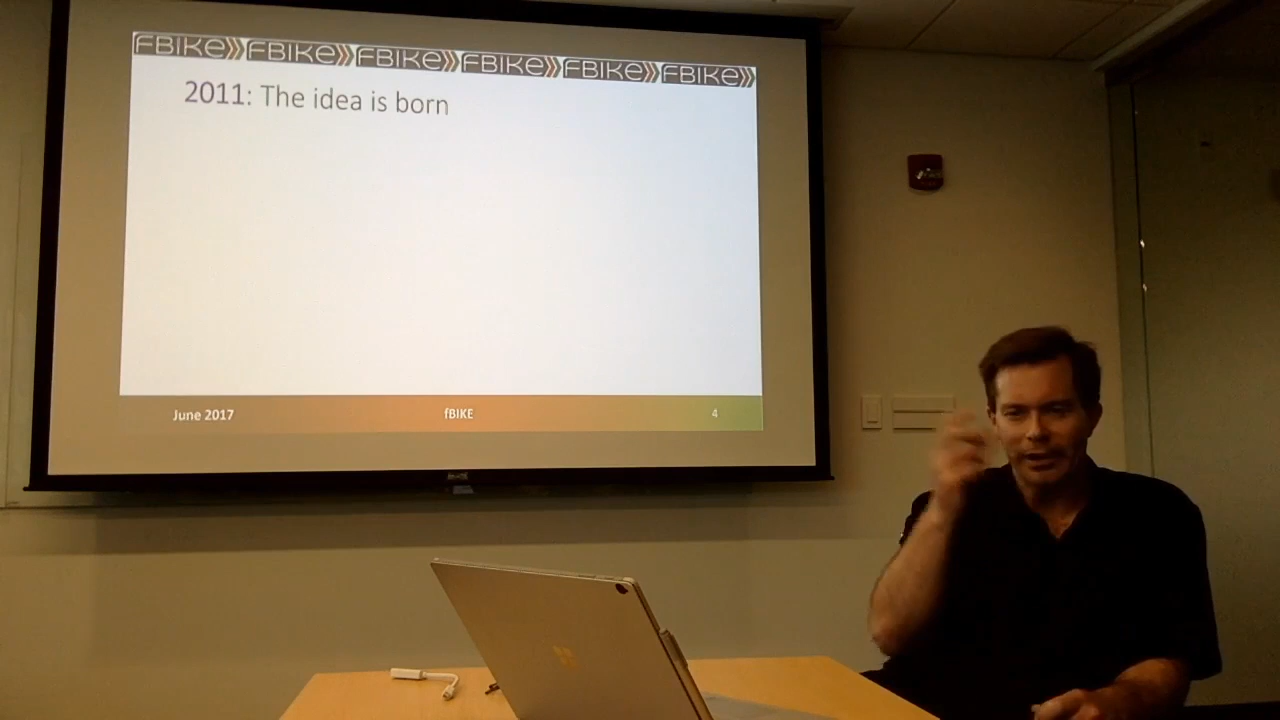 FBIKE》 FBIKE》 FBIKE》 FBIKE》 FBIKE》 FBIKE》
2011: The idea is born
June 2017 fBIKE 4